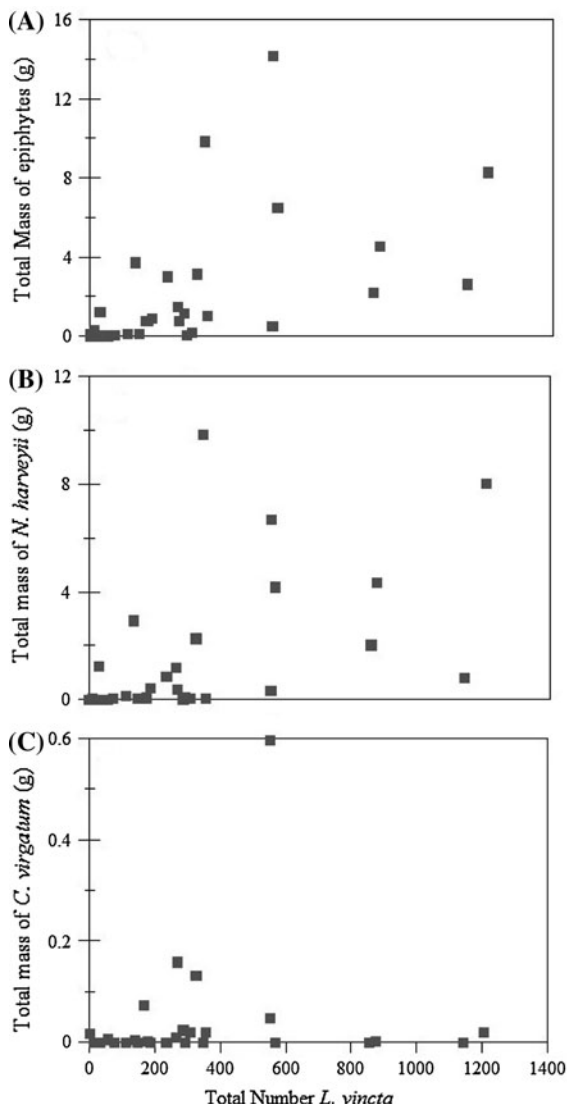 (A)
Total Mass of epiphytes (g)
16
12
8
4
0
(B)
Total mass of N. harveyii (g)
12
8
4
0
(C)
Total mass of C. virgatum (g)
0.6
0.4
0.2
0
0 200 400 600 800 1000 1200 1400
Total Number L. vincta